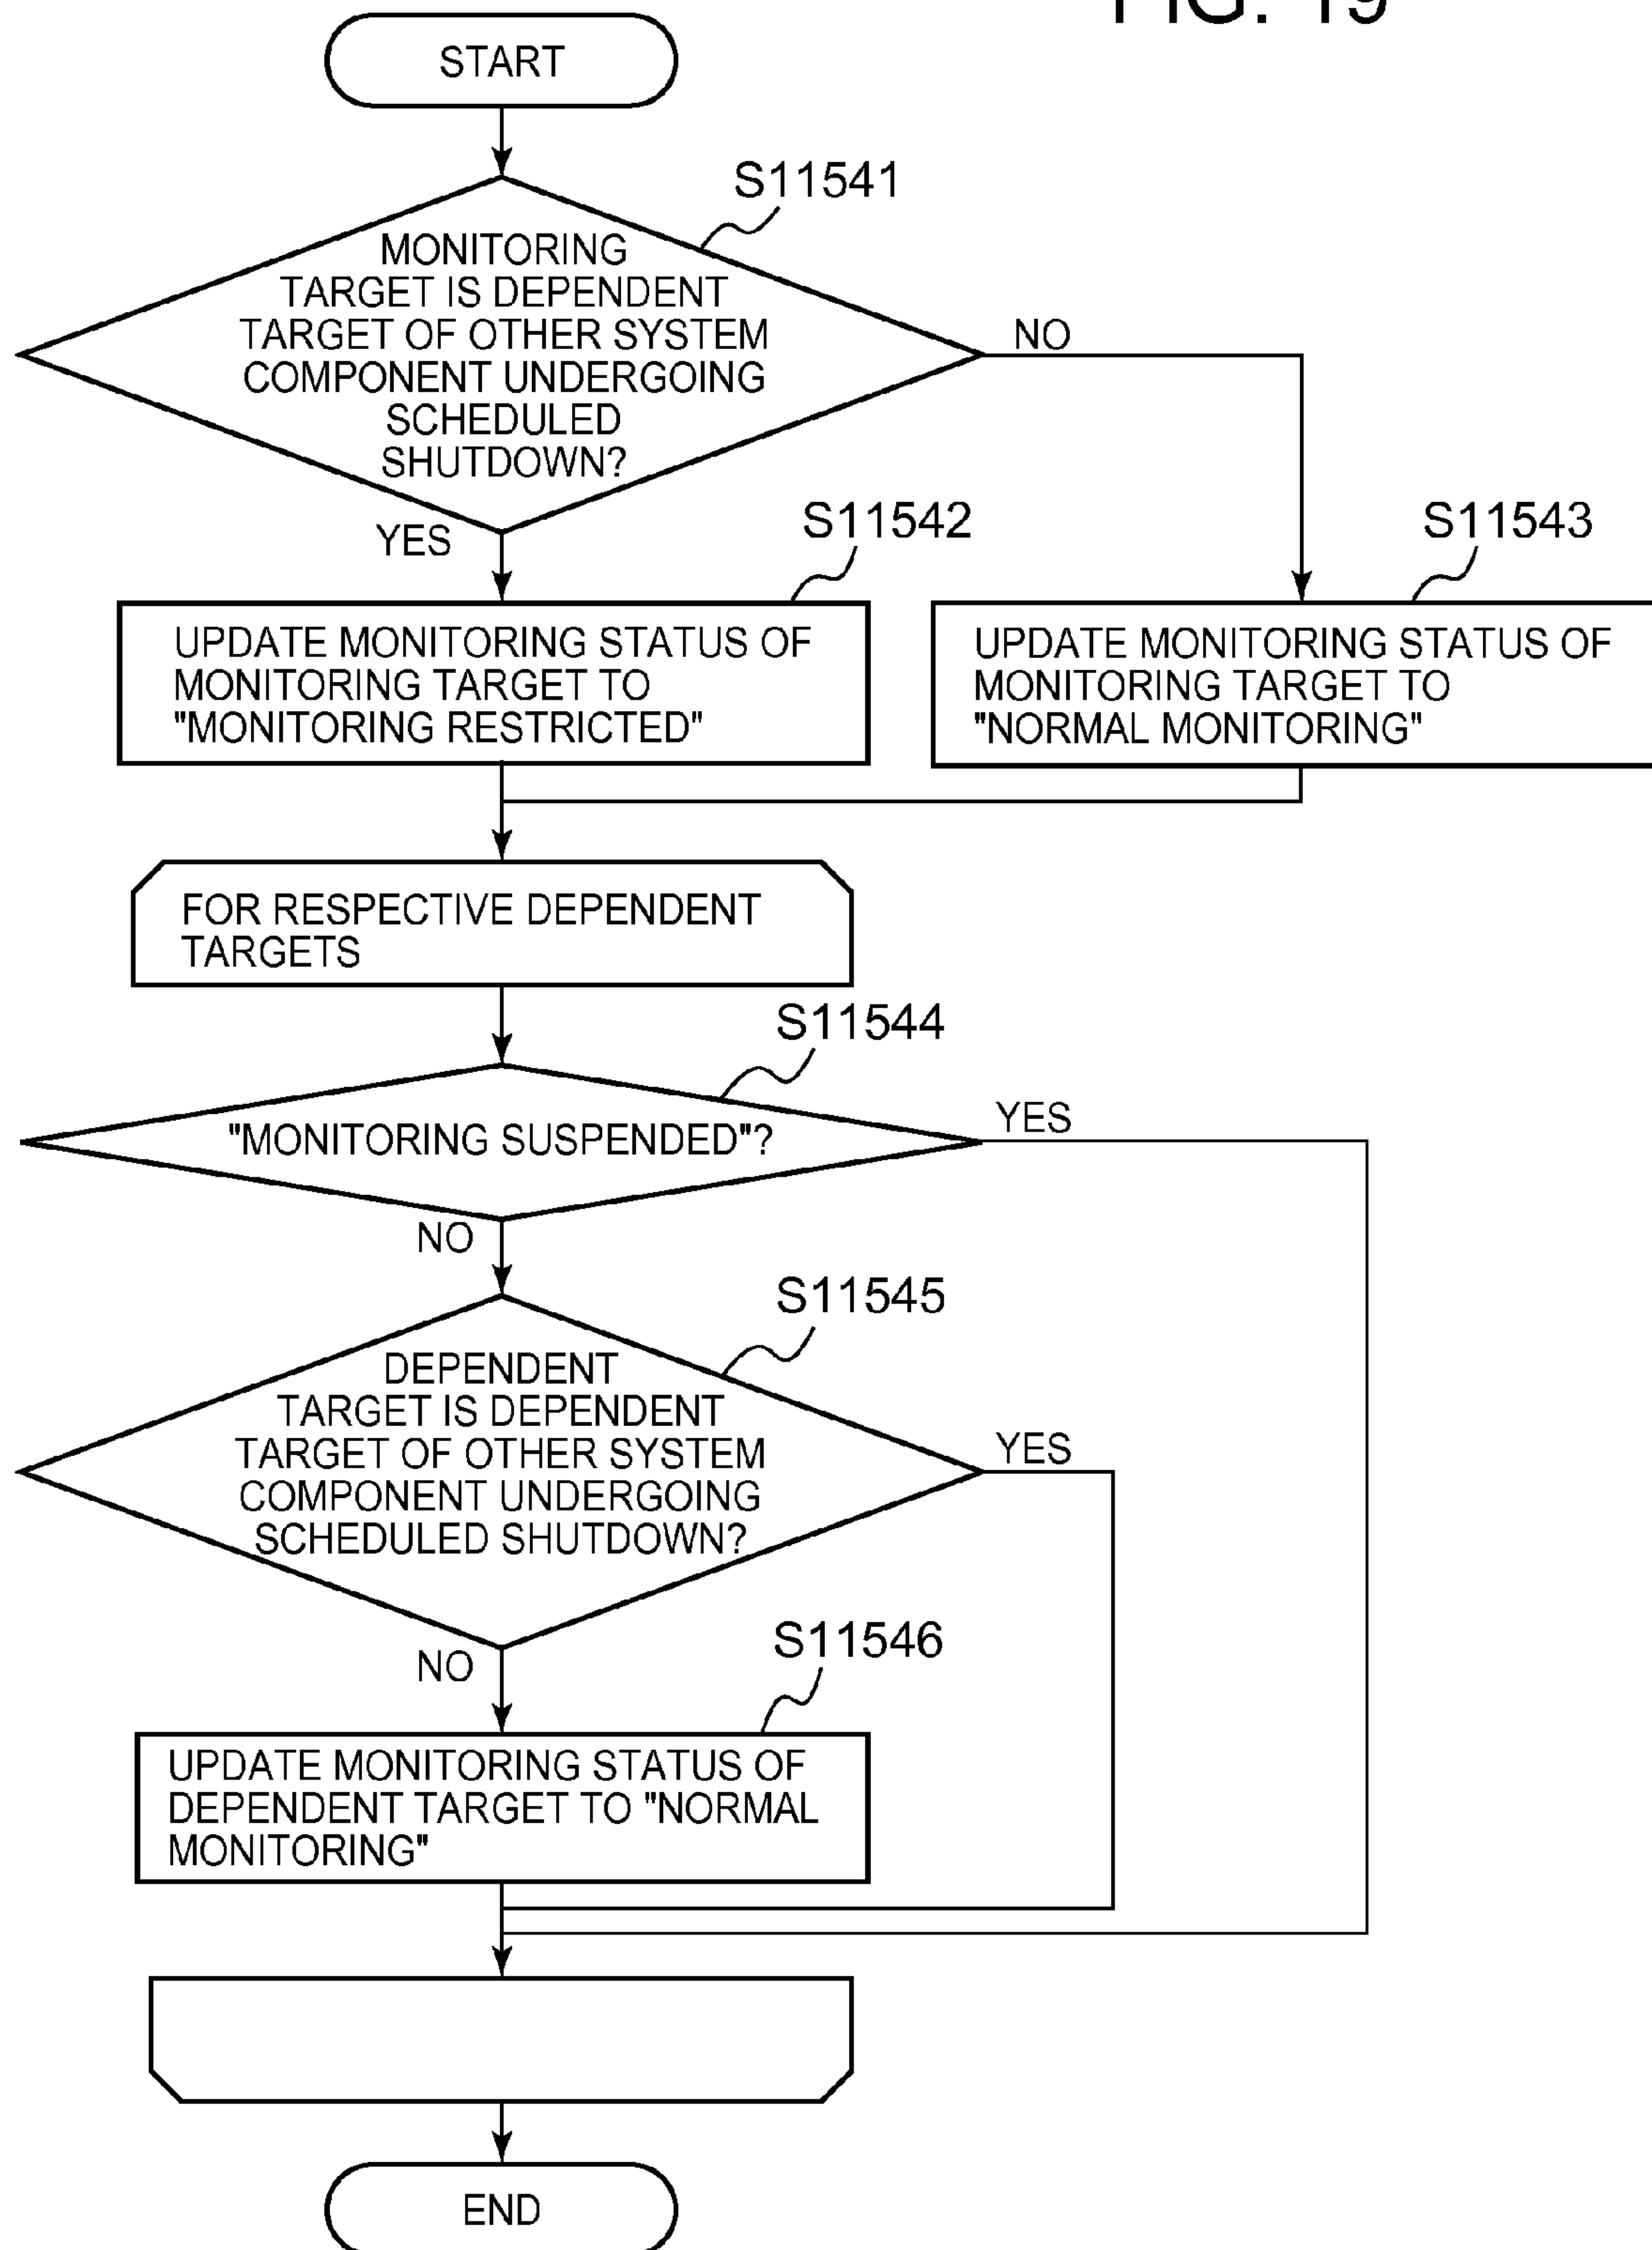 FIG. 19
START
S11541
MONITORING
TARGET IS DEPENDENT
TARGET OF OTHER SYSTEM
COMPONENT UNDERGOING
SCHEDULED
SHUTDOWN?
NO
YES
S11542
S11543
UPDATE MONITORING STATUS OF
MONITORING TARGET TO
"MONITORING RESTRICTED"
UPDATE MONITORING STATUS OF
MONITORING TARGET TO
"NORMAL MONITORING"
FOR RESPECTIVE DEPENDENT
TARGETS
S11544
"MONITORING SUSPENDED"?
YES
NO
S11545
DEPENDENT
TARGET IS DEPENDENT
TARGET OF OTHER SYSTEM
COMPONENT UNDERGOING
SCHEDULED SHUTDOWN?
YES
NO
S11546
UPDATE MONITORING STATUS OF
DEPENDENT TARGET TO "NORMAL
MONITORING"
END